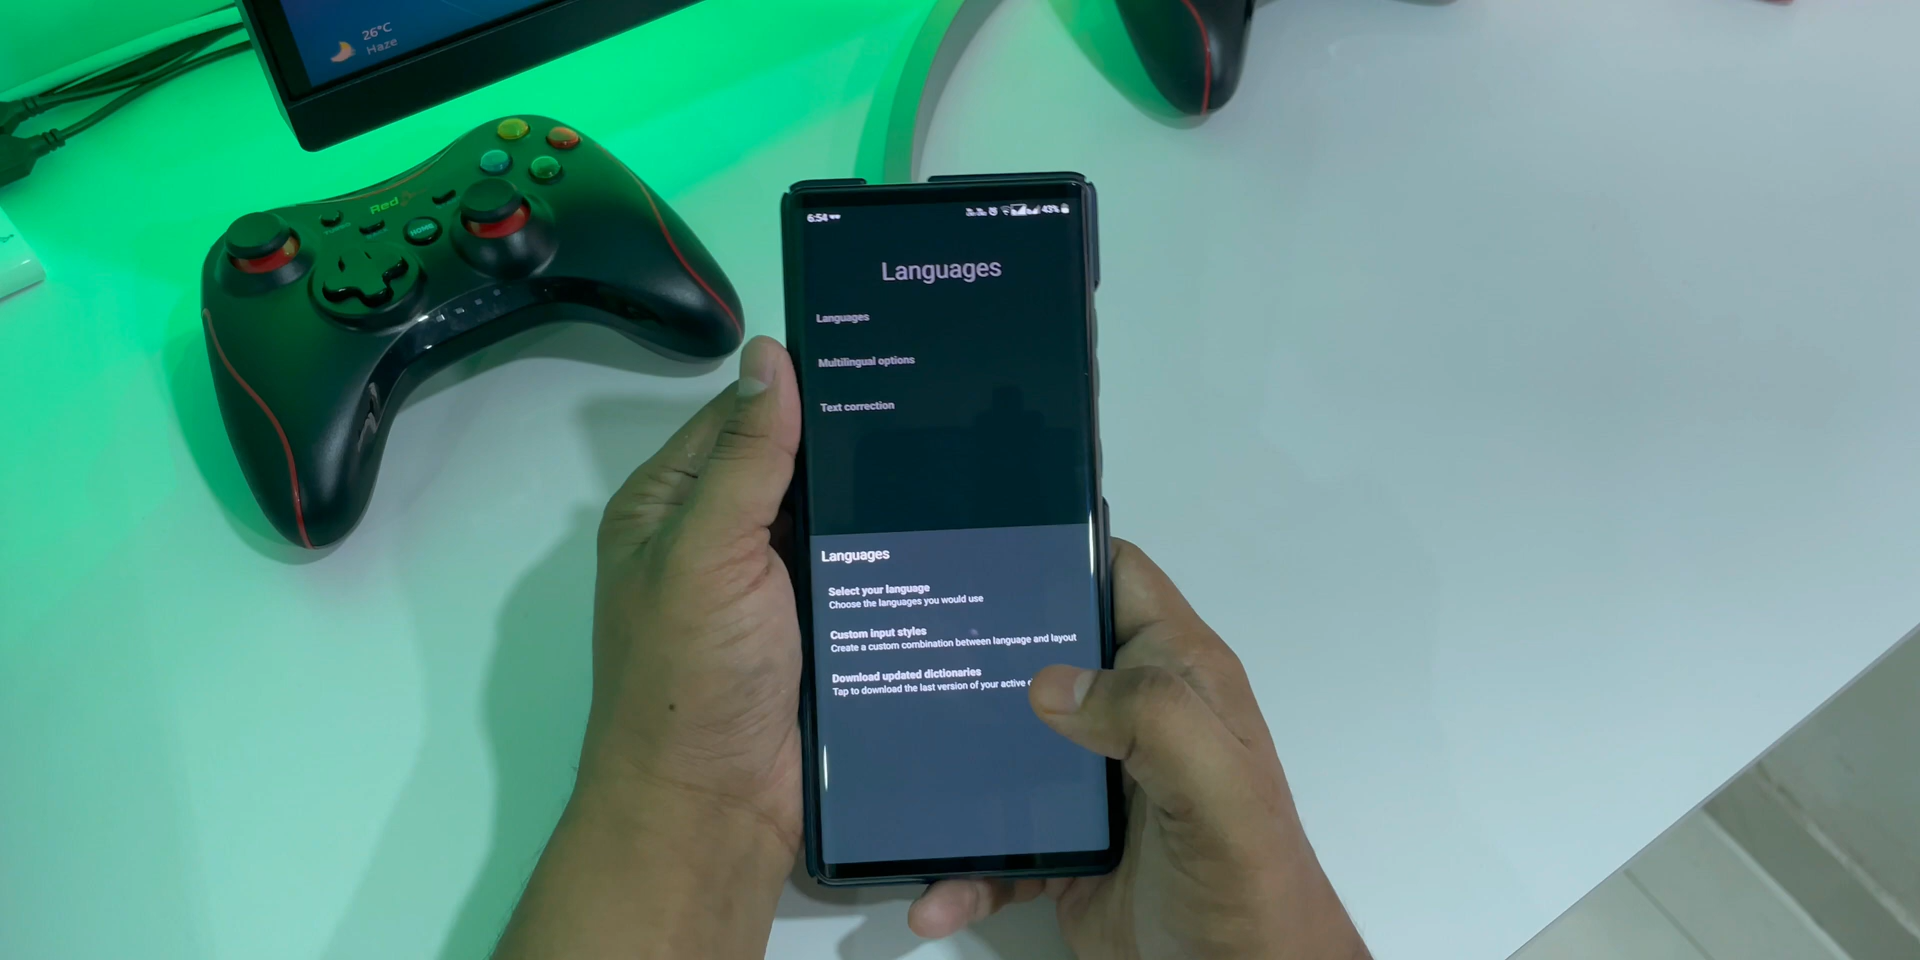 26°C
Haze
Red
HOME
6:54
43%
Languages
Languages
Multilingual options
Text correction
Languages
Select your language
Choose the languages you would use
Custom input styles
Create a custom combination between language and layout
Download updated dictionaries
Tap to download the last version of your active